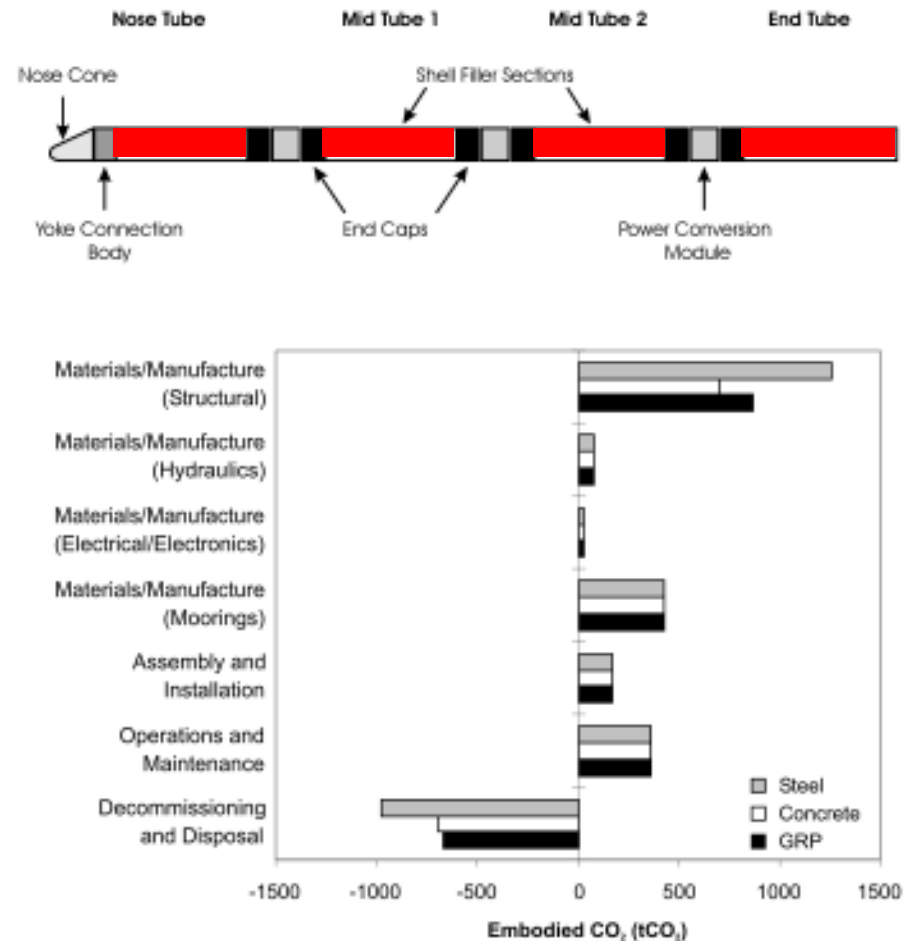 Nose Tube Mid Tube 1 Mid Tube 2 End Tube
Nose Cone Shell Filler Sections
Yoke Connection End Caps Power Conversion
Body Module
Materials/Manufacture
(Structural)
Materials/Manufacture
(Hydraulics)
Materials/Manufacture
(Electrical/Electronics)
Materials/Manufacture
(Moorings)
Assembly and
Installation
Operations and
Maintenance
Decommissioning
and Disposal
Steel
Concrete
GRP
-1500 -1000 -500 0 500 1000 1500
Embodied CO₂ (tCO₂)